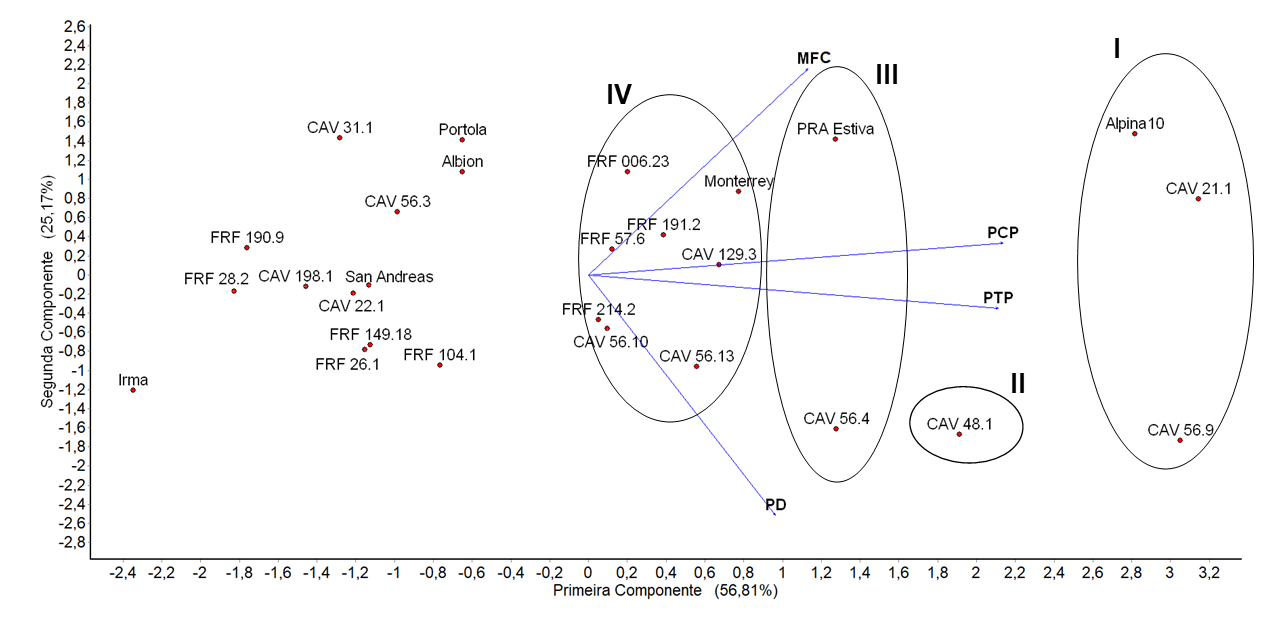 Segunda Componente (25,17%)
2,6
2,4
2,2
2
1,8
1,6
1,4
1,2
1
0,8
0,6
0,4
0,2
0
-0,2
-0,4
-0,6
-0,8
-1
-1,2
-1,4
-1,6
-1,8
-2
-2,2
-2,4
-2,6
-2,8
I
MFC
III
IV
CAV 31.1
Portola
PRA Estiva
Alpina10
Albion
FRF 006.23
Monterrey
CAV 21.1
CAV 56.3
FRF 190.9
FRF 57.6
FRF 191.2
PCP
CAV 129.3
FRF 28.2
CAV 198.1
San Andreas
CAV 22.1
PTP
FRF 214.2
FRF 149.18
CAV 56.10
FRF 26.1
FRF 104.1
CAV 56.13
Irma
II
CAV 56.4
CAV 48.1
CAV 56.9
PD
-2,4 -2,2 -2 -1,8 -1,6 -1,4 -1,2 -1 -0,8 -0,6 -0,4 -0,2 0 0,2 0,4 0,6 0,8 1 1,2 1,4 1,6 1,8 2 2,2 2,4 2,6 2,8 3 3,2
Primeira Componente (56,81%)